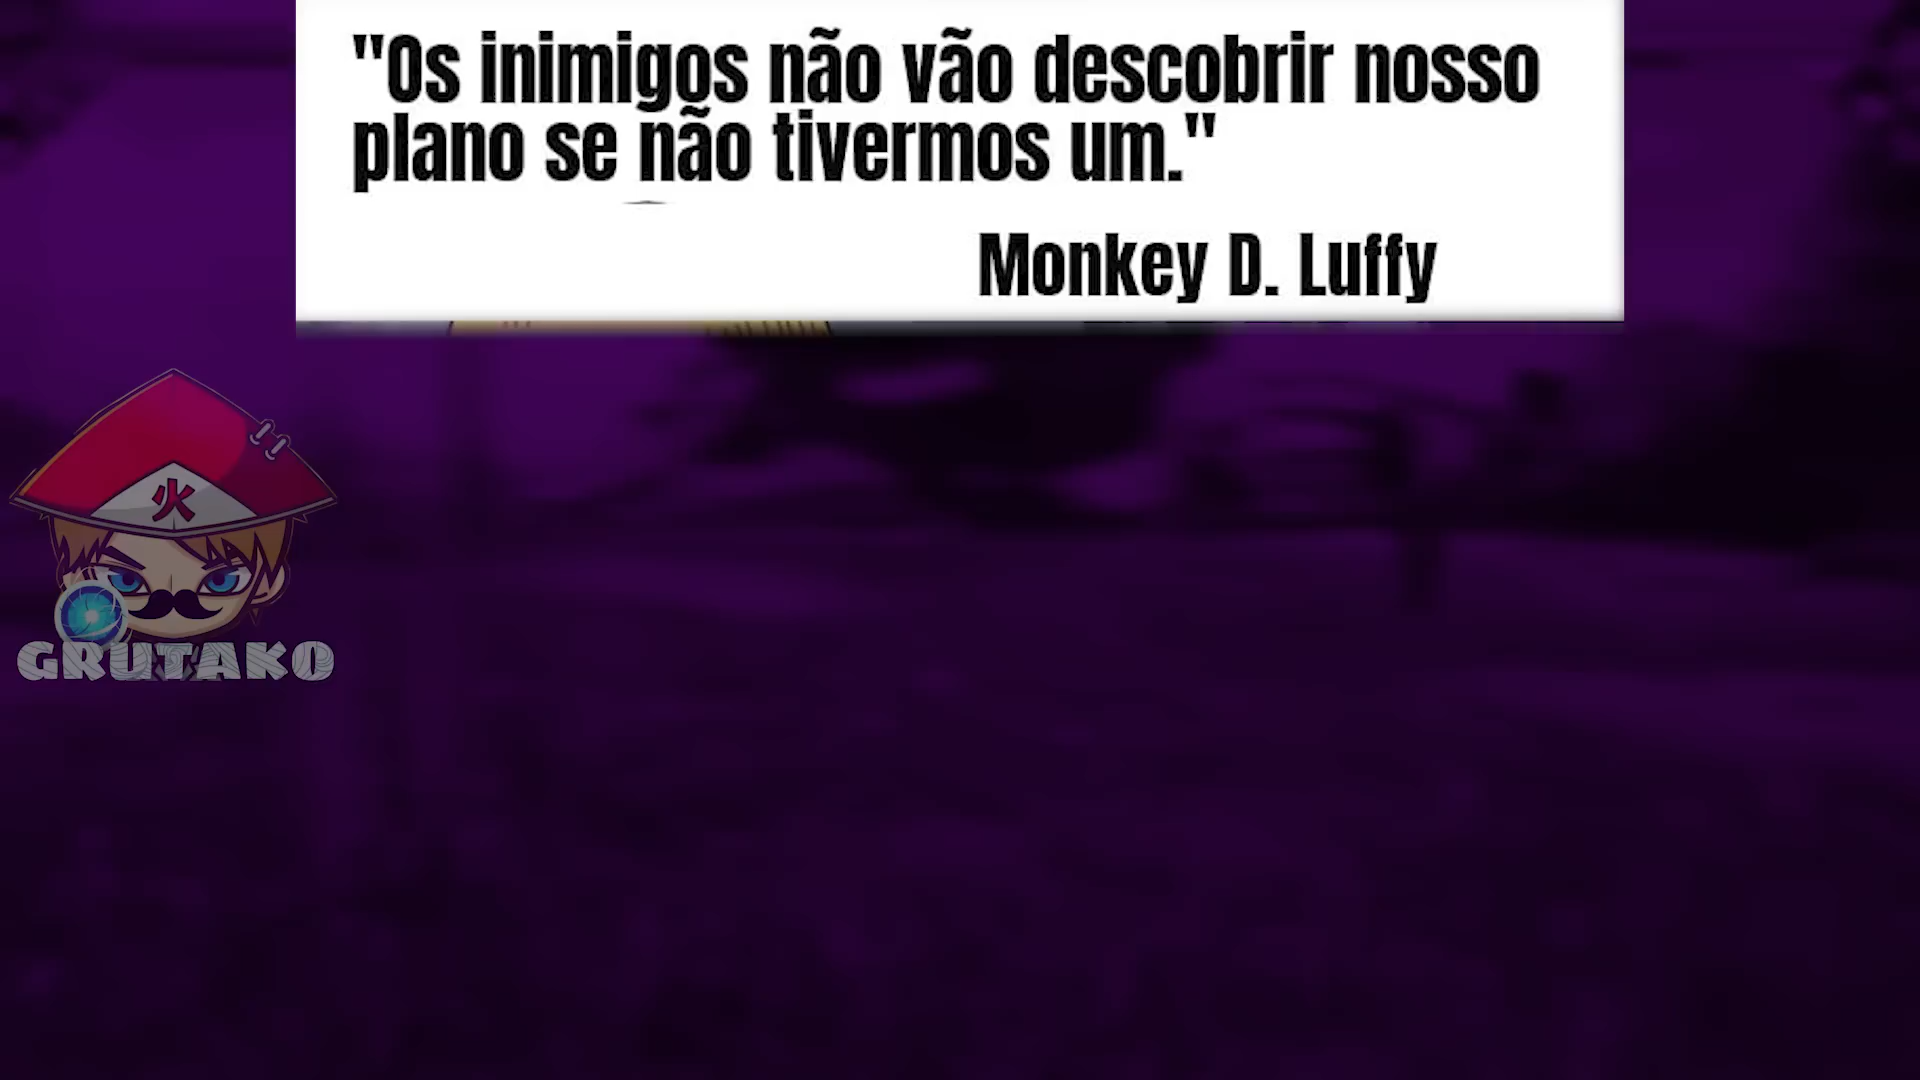 "Os inimigos não vão descobrir nosso
plano se não tivermos um."
Monkey D. Luffy
火
GRUTAKO